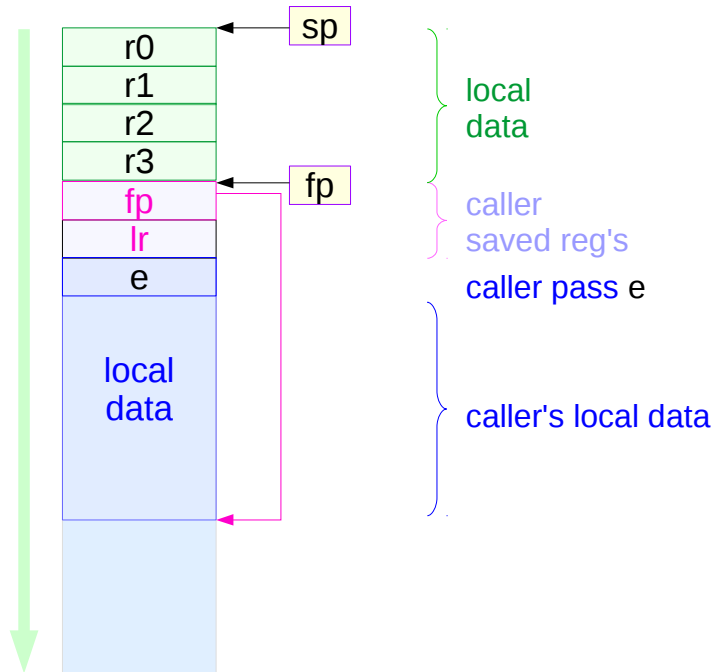 sp
r0
r1
r2
r3
local
data
fp
fp
lr
caller
saved reg's
e
caller pass e
local
data
caller's local data